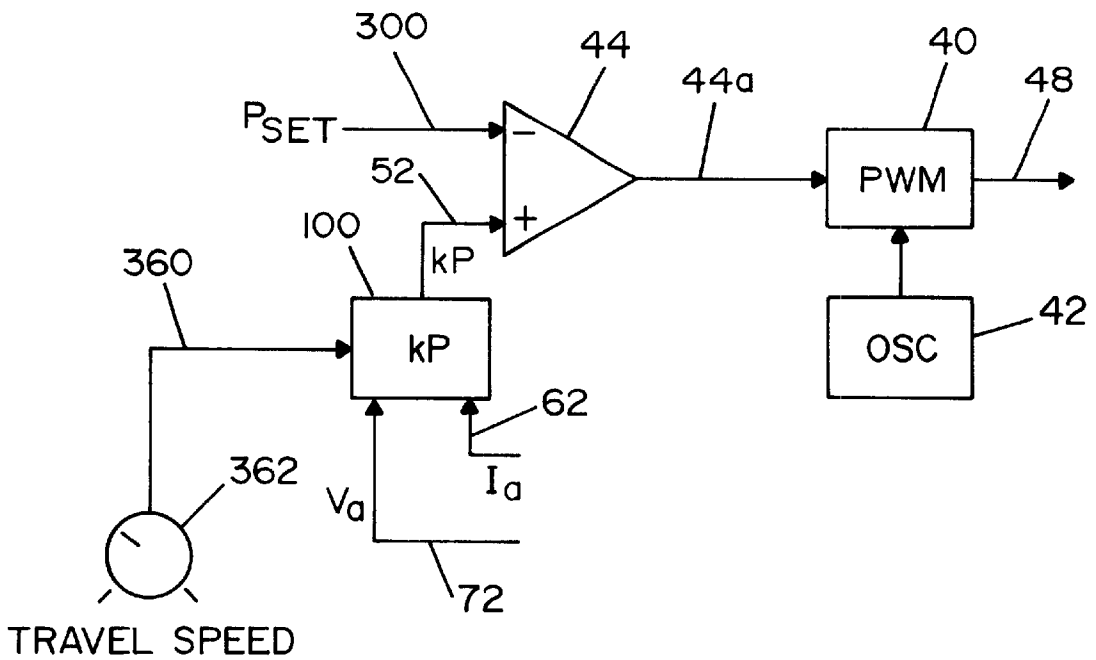 300
44
40
44a
48
PSET
−
PWM
52
+
100
kP
360
kP
OSC
42
62
Ia
362
Va
72
TRAVEL SPEED